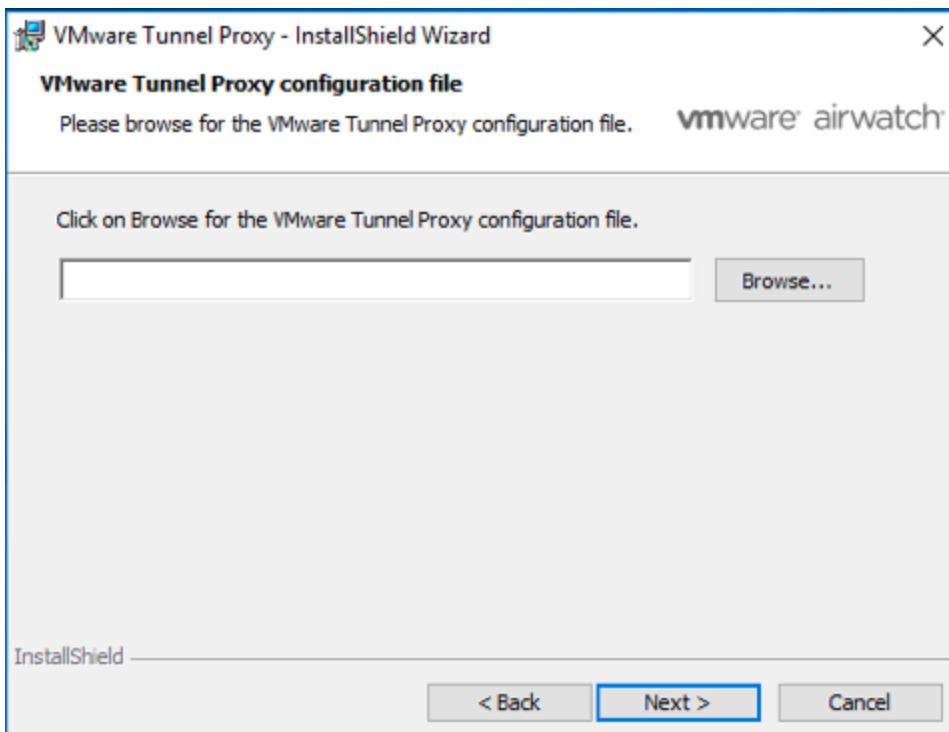 VMware Tunnel Proxy - InstallShield Wizard
VMware Tunnel Proxy configuration file
Please browse for the VMware Tunnel Proxy configuration file.
vmware airwatch
Click on Browse for the VMware Tunnel Proxy configuration file.
Browse...
InstallShield
< Back
Next >
Cancel